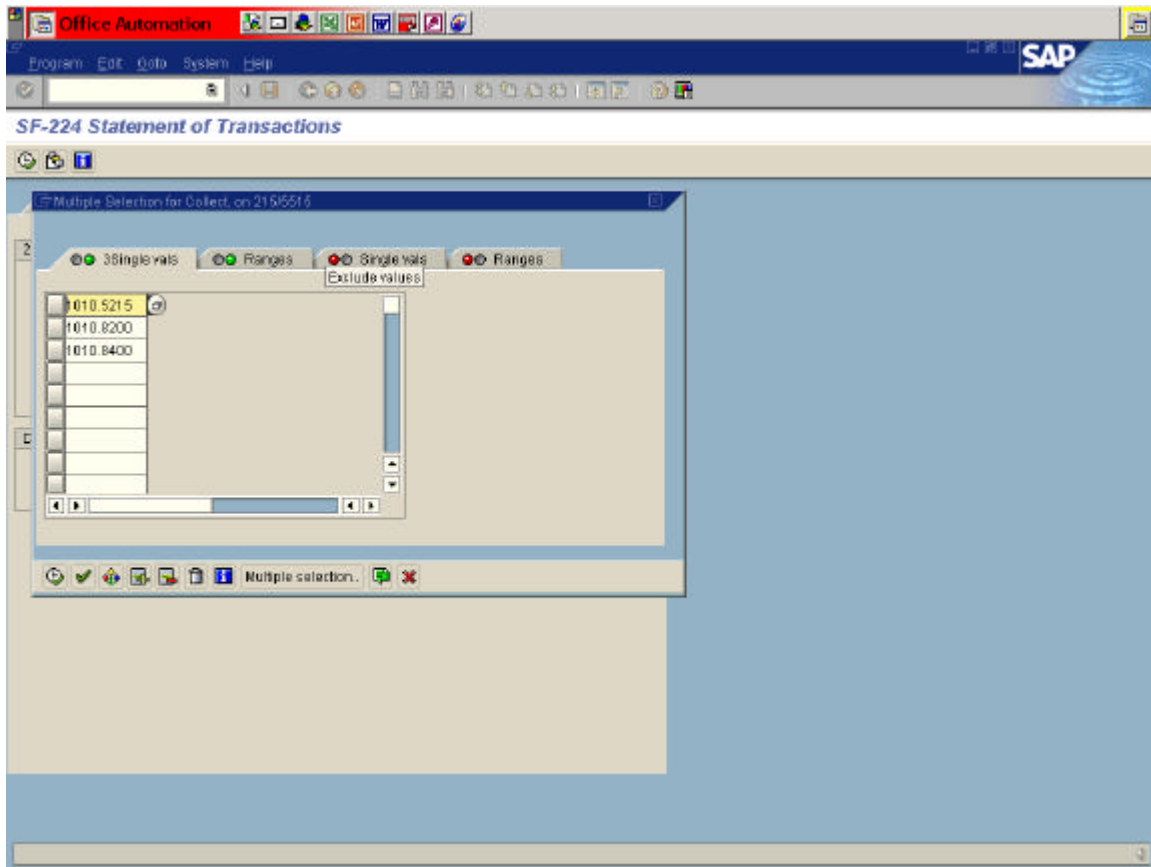 Office Automation
Program Edit Goto System Help
SAP
SF-224 Statement of Transactions
Multiple Selection for Collect. on 215/5515
2
3Single vals Ranges Single vals Ranges
Exclude values
1010.5215
1010.8200
1010.8400
D
Multiple selection..